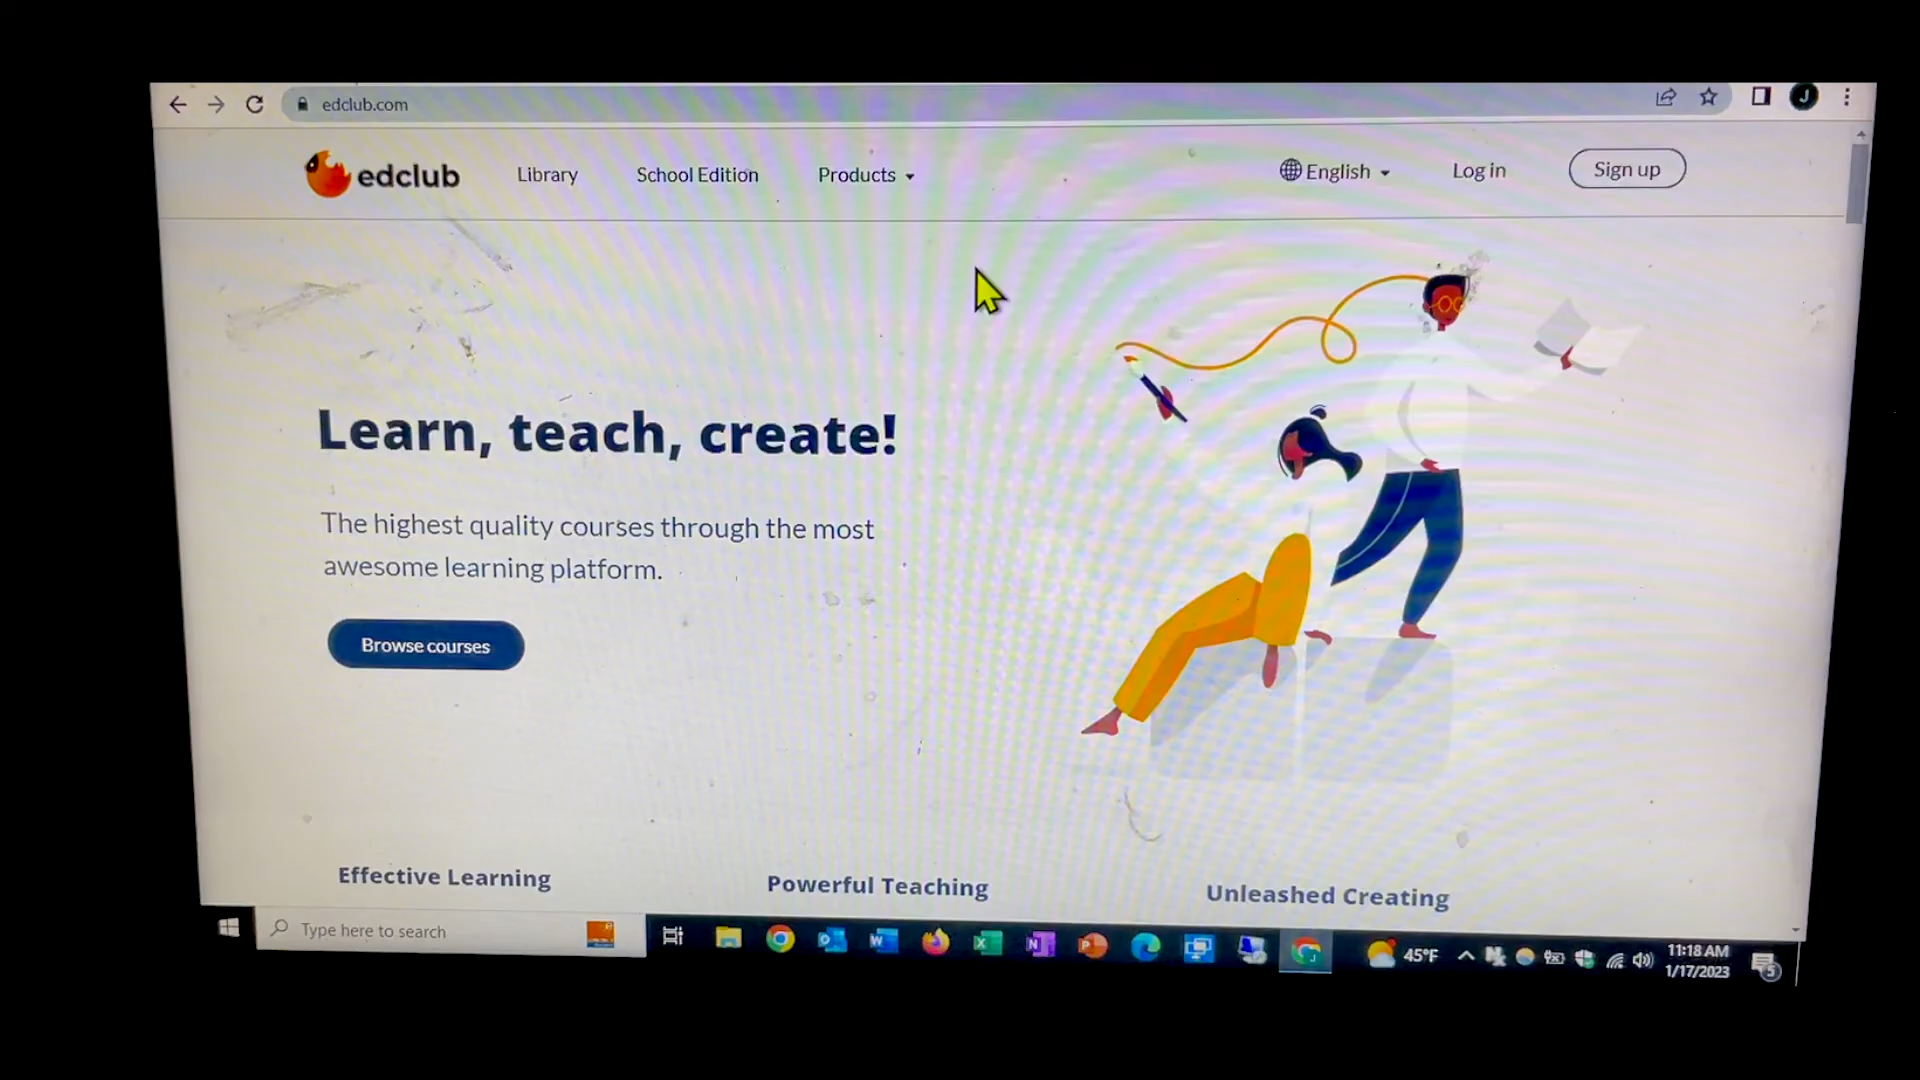 edclub.com
J
edclub
Library
School Edition
Products
English
Log in
Sign up
Learn, teach, create!
The highest quality courses through the most
awesome learning platform.
Browse courses
Effective Learning
Powerful Teaching
Unleashed Creating
Type here to search
45°F
11:18 AM
1/17/2023
5